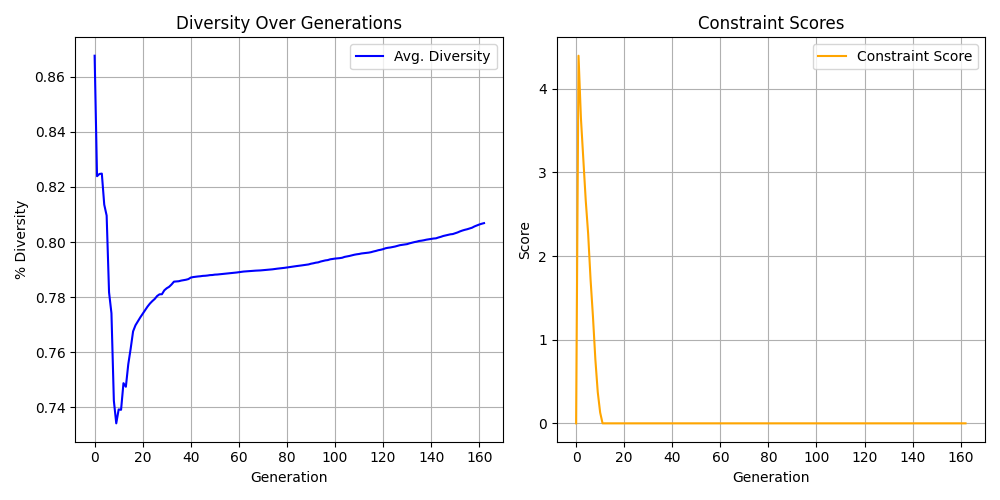 Diversity Over Generations
Avg. Diversity
% Diversity
0.86
0.84
0.82
0.80
0.78
0.76
0.74
0 20 40 60 80 100 120 140 160
Generation
Constraint Scores
Constraint Score
Score
4
3
2
1
0
0 20 40 60 80 100 120 140 160
Generation